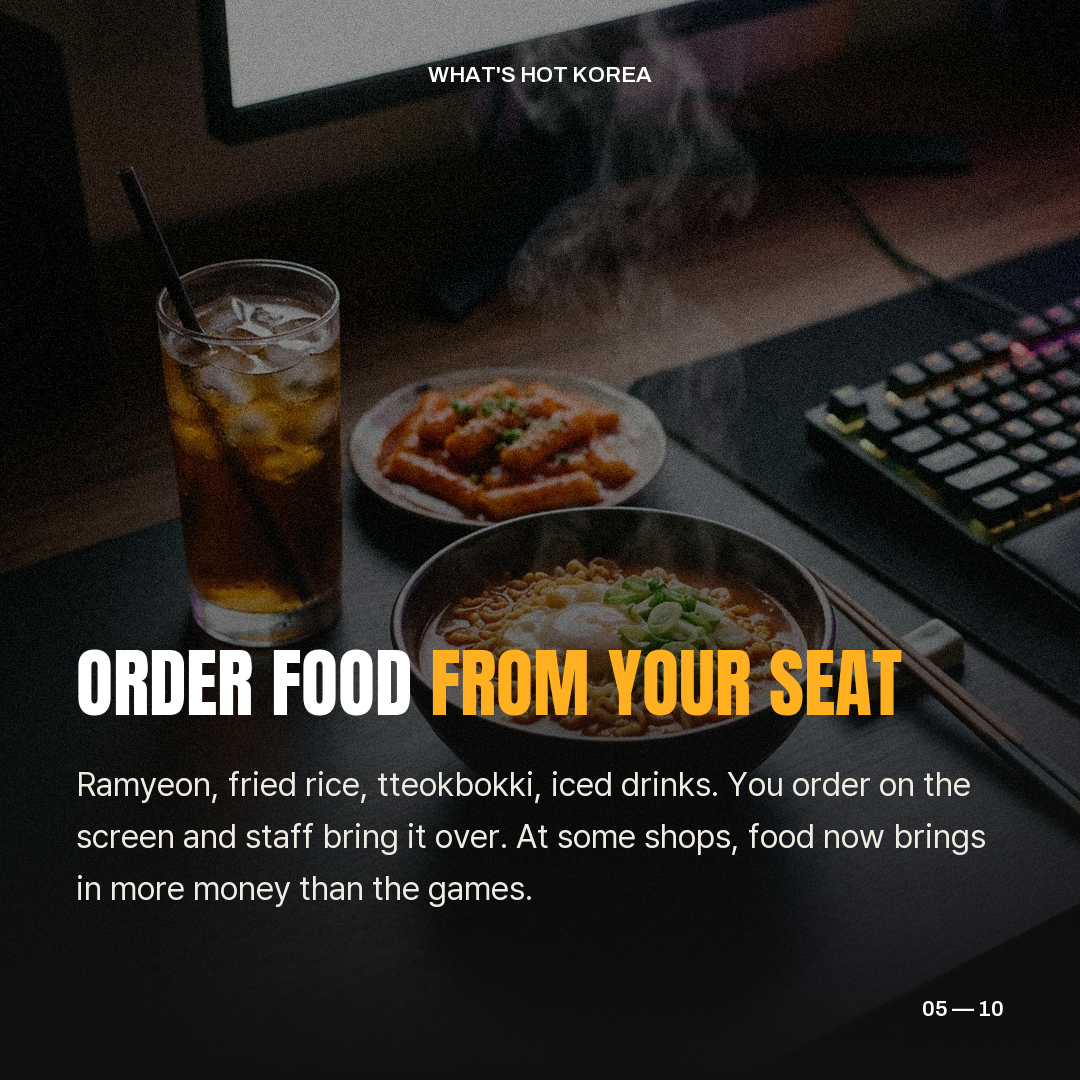 WHAT'S HOT KOREA
ORDER FOOD FROM YOUR SEAT
Ramyeon, fried rice, tteokbokki, iced drinks. You order on the
screen and staff bring it over. At some shops, food now brings
in more money than the games.
05 — 10